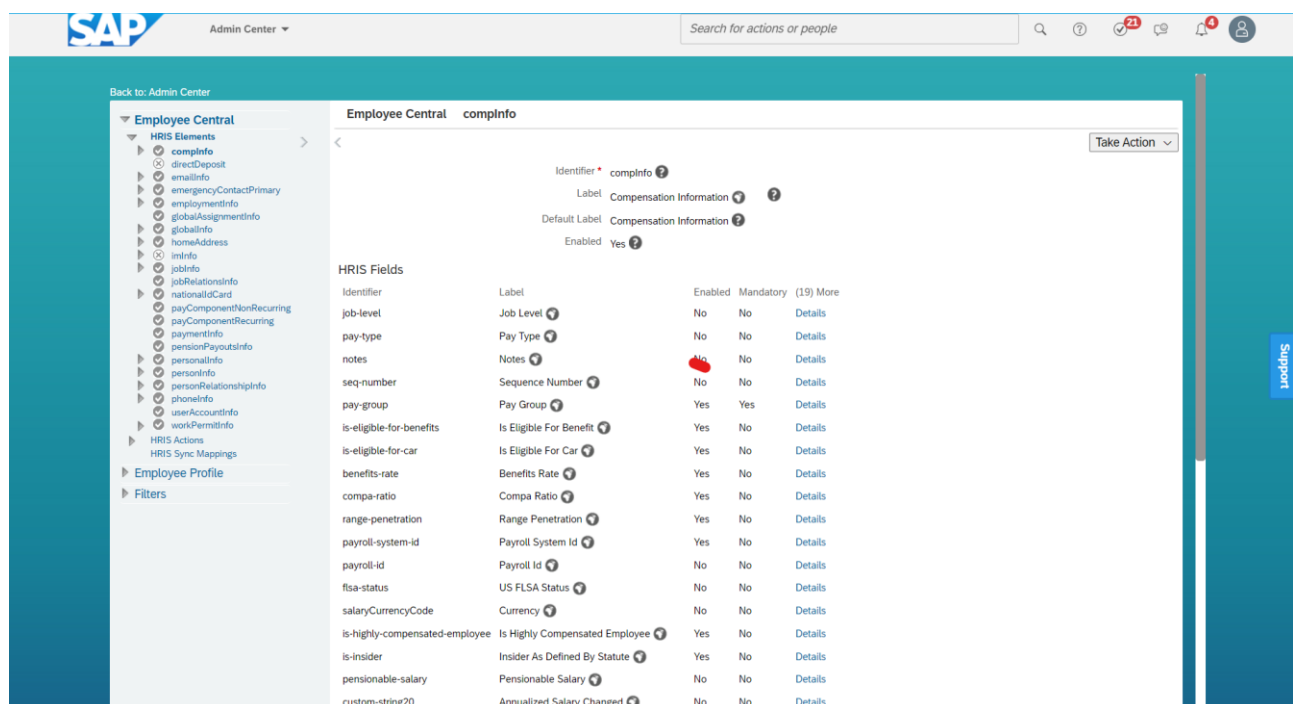 SAP
Admin Center
Search for actions or people
21
4
Back to: Admin Center
Employee Central
HRIS Elements
compInfo
directDeposit
emailInfo
emergencyContactPrimary
employmentInfo
globalAssignmentInfo
globalInfo
homeAddress
imInfo
jobInfo
jobRelationsInfo
nationalIdCard
payComponentNonRecurring
payComponentRecurring
paymentInfo
pensionPayoutsInfo
personalInfo
personInfo
personRelationshipInfo
phoneInfo
userAccountInfo
workPermitInfo
HRIS Actions
HRIS Sync Mappings
Employee Profile
Filters
Employee Central compInfo
Take Action
Identifier * compInfo
Label Compensation Information
Default Label Compensation Information
Enabled Yes
HRIS Fields
Identifier Label Enabled Mandatory (19) More
job-level Job Level No No Details
pay-type Pay Type No No Details
notes Notes No No Details
seq-number Sequence Number No No Details
pay-group Pay Group Yes Yes Details
is-eligible-for-benefits Is Eligible For Benefit Yes No Details
is-eligible-for-car Is Eligible For Car Yes No Details
benefits-rate Benefits Rate Yes No Details
compa-ratio Compa Ratio Yes No Details
range-penetration Range Penetration Yes No Details
payroll-system-id Payroll System Id Yes No Details
payroll-id Payroll Id No No Details
flsa-status US FLSA Status No No Details
salaryCurrencyCode Currency No No Details
is-highly-compensated-employee Is Highly Compensated Employee Yes No Details
is-insider Insider As Defined By Statute Yes No Details
pensionable-salary Pensionable Salary No No Details
custom-string20 Annualized Salary Changed No No Details
Support